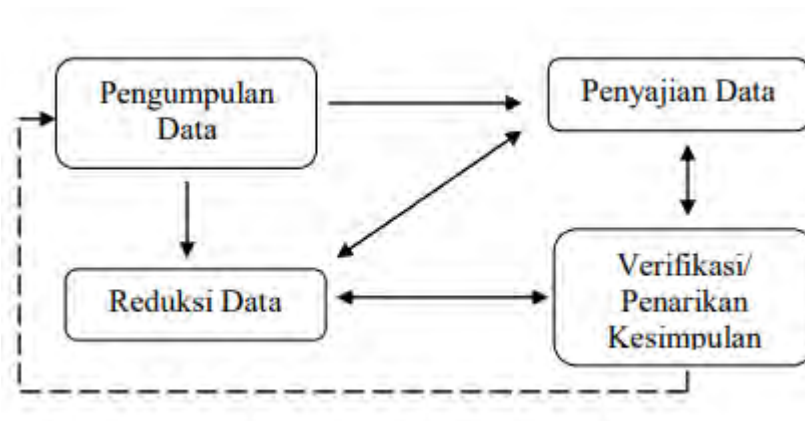 Pengumpulan
Data
Penyajian Data
Reduksi Data
Verifikasi/
Penarikan
Kesimpulan